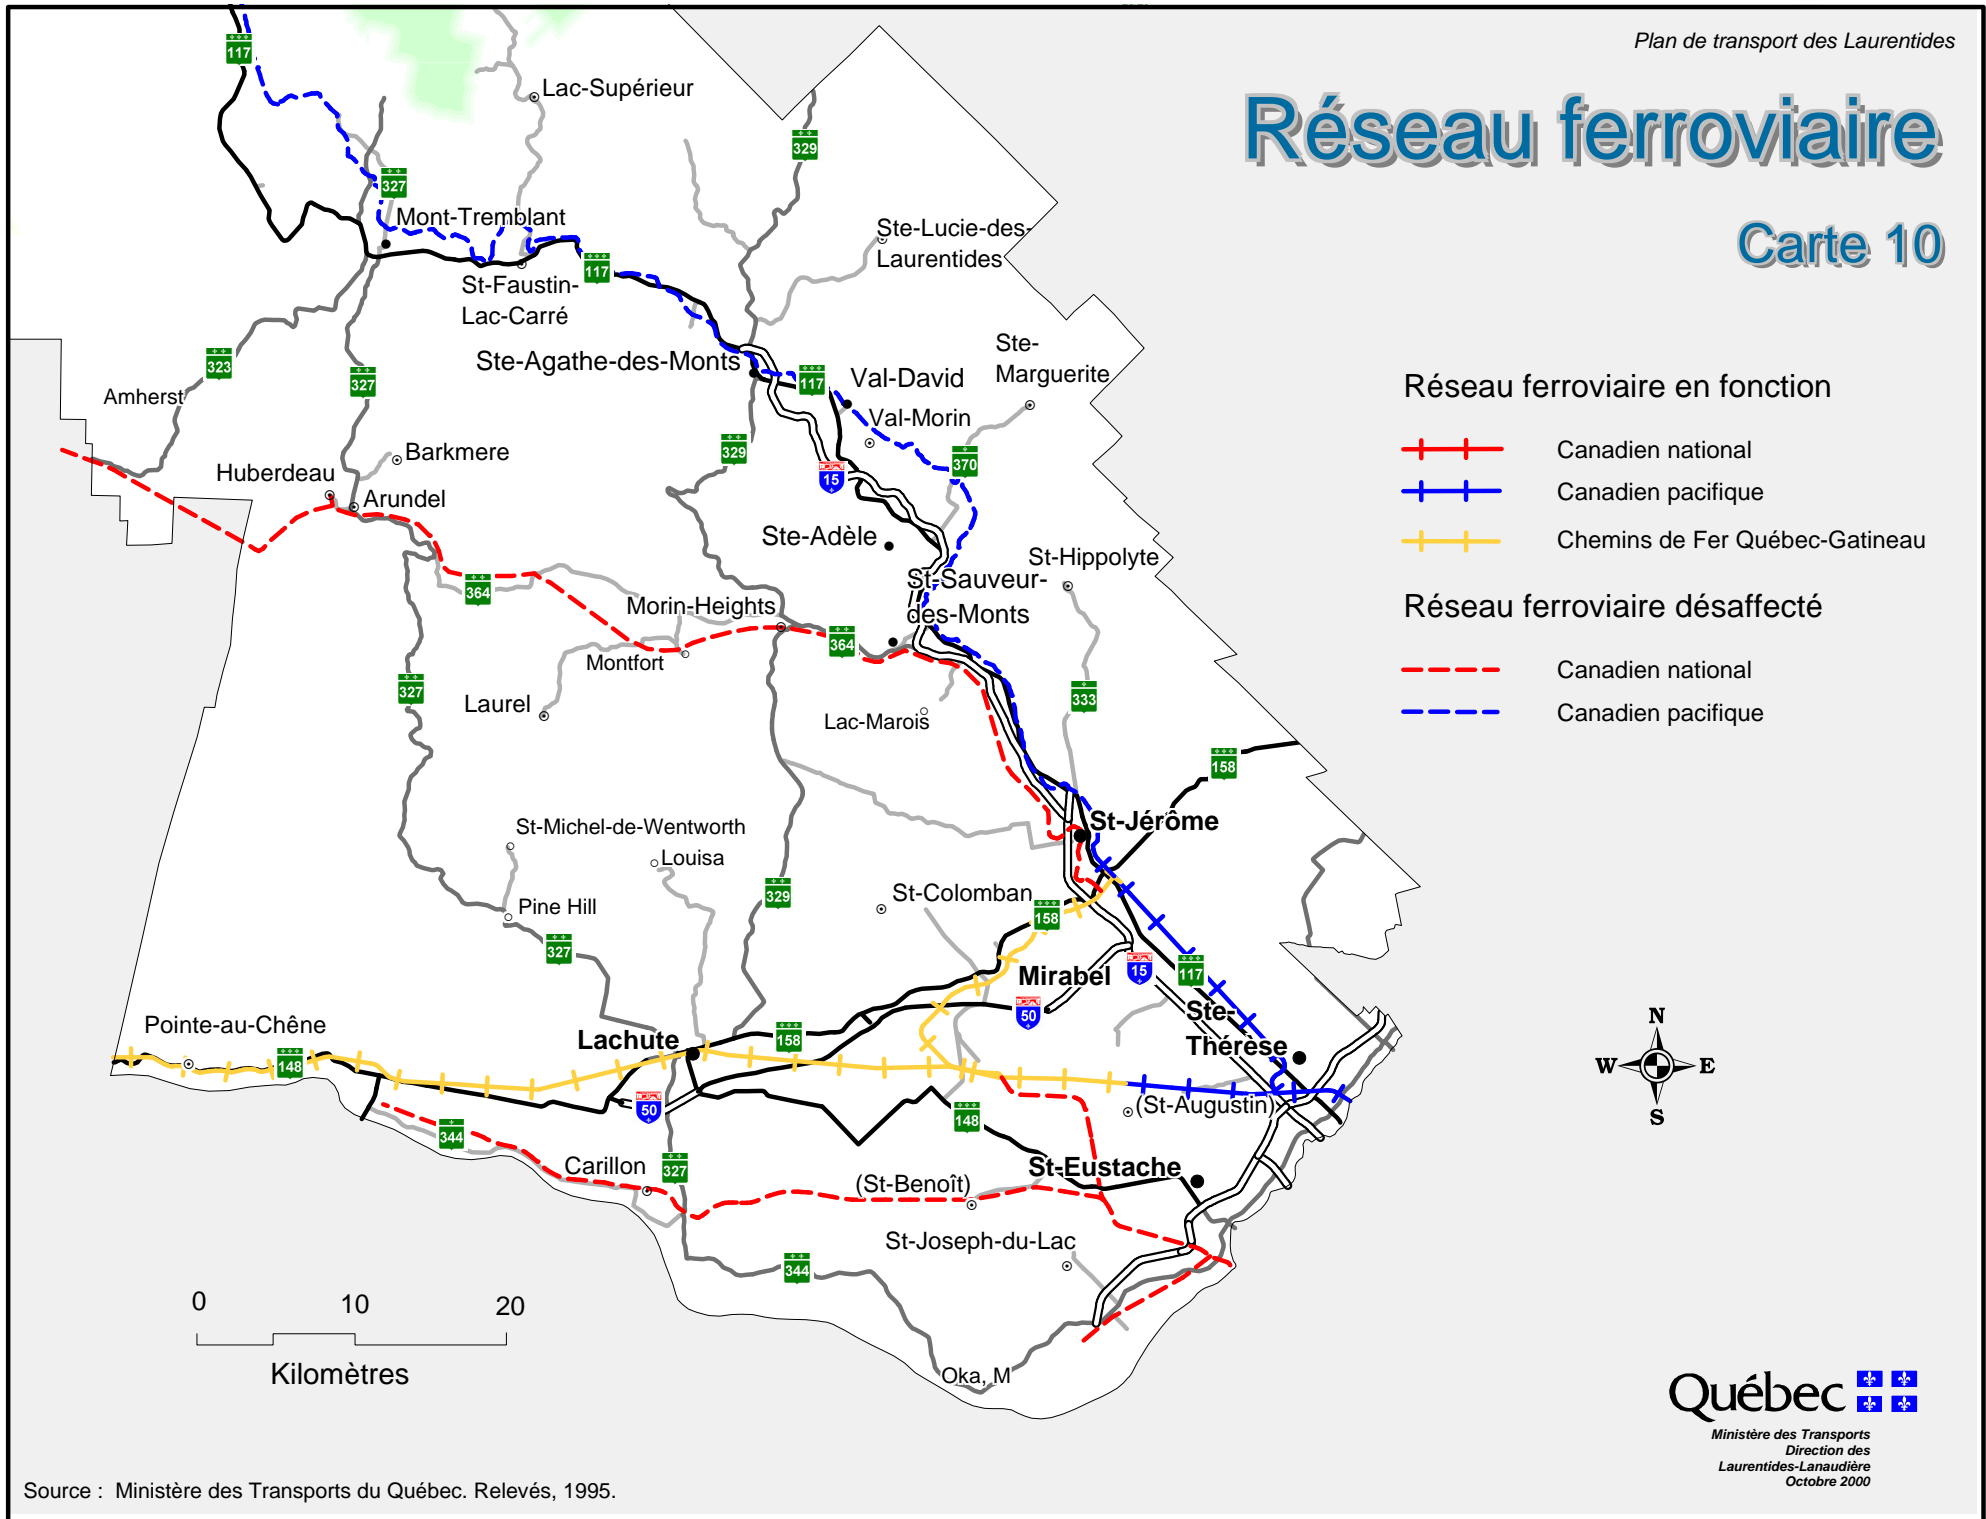 Plan de transport des Laurentides
Réseau ferroviaire
Carte 10
117
Lac-Supérieur
329
327
Mont-Tremblant
Ste-Lucie-des-
Laurentides
117
St-Faustin-
Lac-Carré
323
327
Amherst
Ste-Agathe-des-Monts
117
Val-David
Val-Morin
Ste-
Marguerite
370
329
15
Barkmere
Huberdeau
Arundel
Ste-Adèle
St-Hippolyte
St-Sauveur-
des-Monts
364
Morin-Heights
364
Montfort
327
Laurel
Lac-Marois
333
158
St-Michel-de-Wentworth
Louisa
St-Jérôme
Pine Hill
329
St-Colomban
158
327
Mirabel
15
117
50
Ste-
Thérèse
Pointe-au-Chêne
148
Lachute
158
50
148
(St-Augustin)
344
Carillon
327
(St-Benoît)
St-Eustache
St-Joseph-du-Lac
344
Oka, M
Réseau ferroviaire en fonction
Canadien national
Canadien pacifique
Chemins de Fer Québec-Gatineau
Réseau ferroviaire désaffecté
Canadien national
Canadien pacifique
N
W E
S
0 10 20
Kilomètres
Québec
Ministère des Transports
Direction des
Laurentides-Lanaudière
Octobre 2000
Source : Ministère des Transports du Québec. Relevés, 1995.